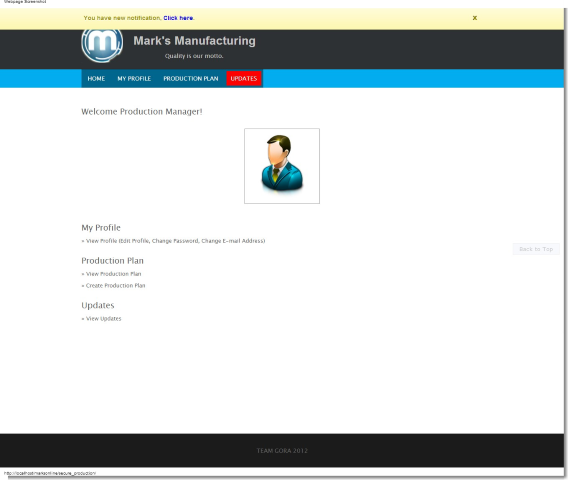 Webpage Screenshot
You have new notification, Click here. X
Mark's Manufacturing
Quality is our motto.
HOME MY PROFILE PRODUCTION PLAN UPDATES
Welcome Production Manager!
My Profile
» View Profile (Edit Profile, Change Password, Change E-mail Address)
Back to Top
Production Plan
» View Production Plan
» Create Production Plan
Updates
» View Updates
TEAM GORA 2012
http://localhost/marksonline/secure_production/